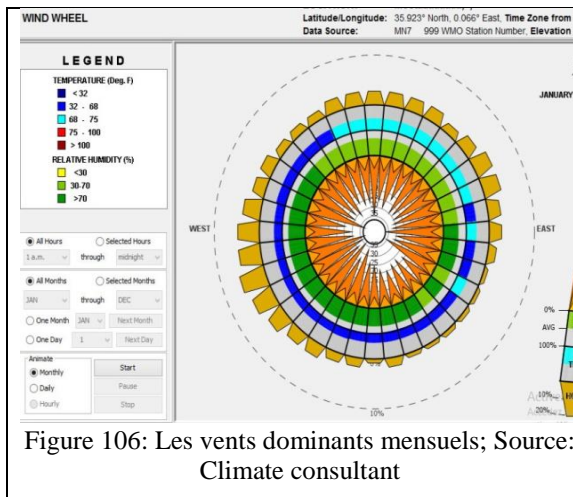 WIND WHEEL
Latitude/Longitude: 35.923° North, 0.066° East, Time Zone from
Data Source: MN7 999 WMO Station Number, Elevation
LEGEND
TEMPERATURE (Deg. F)
< 32
32 - 68
68 - 75
75 - 100
> 100
RELATIVE HUMIDITY (%)
<30
30-70
>70
JANUARY
WEST
EAST
All Hours
Selected Hours
1 a.m. through midnight
All Months
Selected Months
JAN through DEC
One Month JAN Next Month
One Day 1 Next Day
Animate
Monthly
Daily
Hourly
Start
Pause
Stop
0%
AVG
100%
10%
20%
10%
Figure 106: Les vents dominants mensuels; Source:
Climate consultant